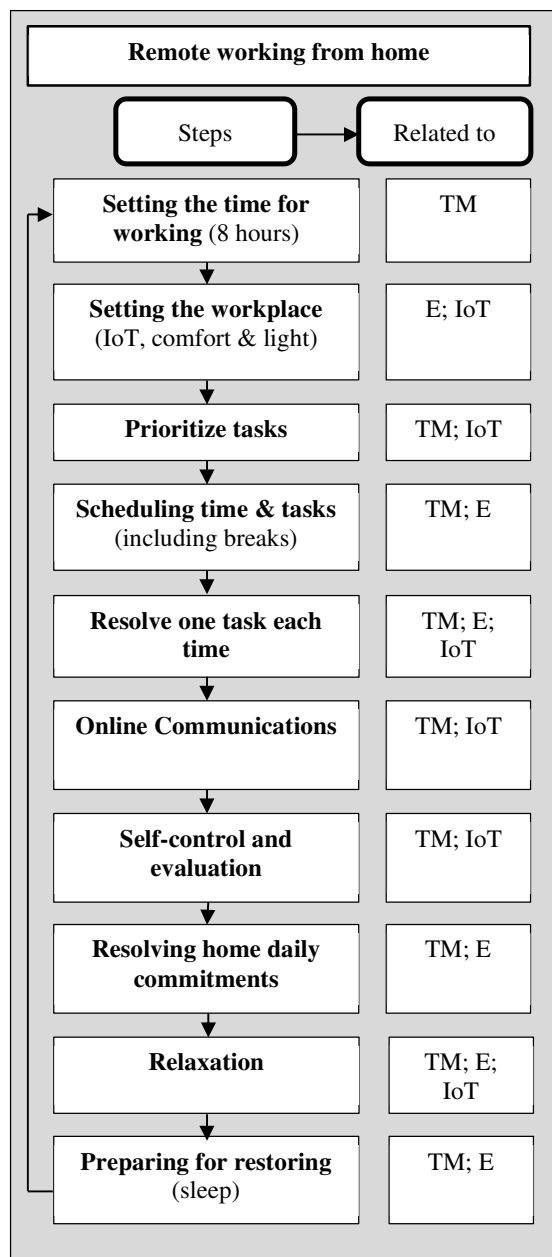 Remote working from home
Steps
Related to
Setting the time for
working (8 hours)
TM
Setting the workplace
(IoT, comfort & light)
E; IoT
Prioritize tasks
TM; IoT
Scheduling time & tasks
(including breaks)
TM; E
Resolve one task each
time
TM; E;
IoT
Online Communications
TM; IoT
Self-control and
evaluation
TM; IoT
Resolving home daily
commitments
TM; E
Relaxation
TM; E;
IoT
Preparing for restoring
(sleep)
TM; E